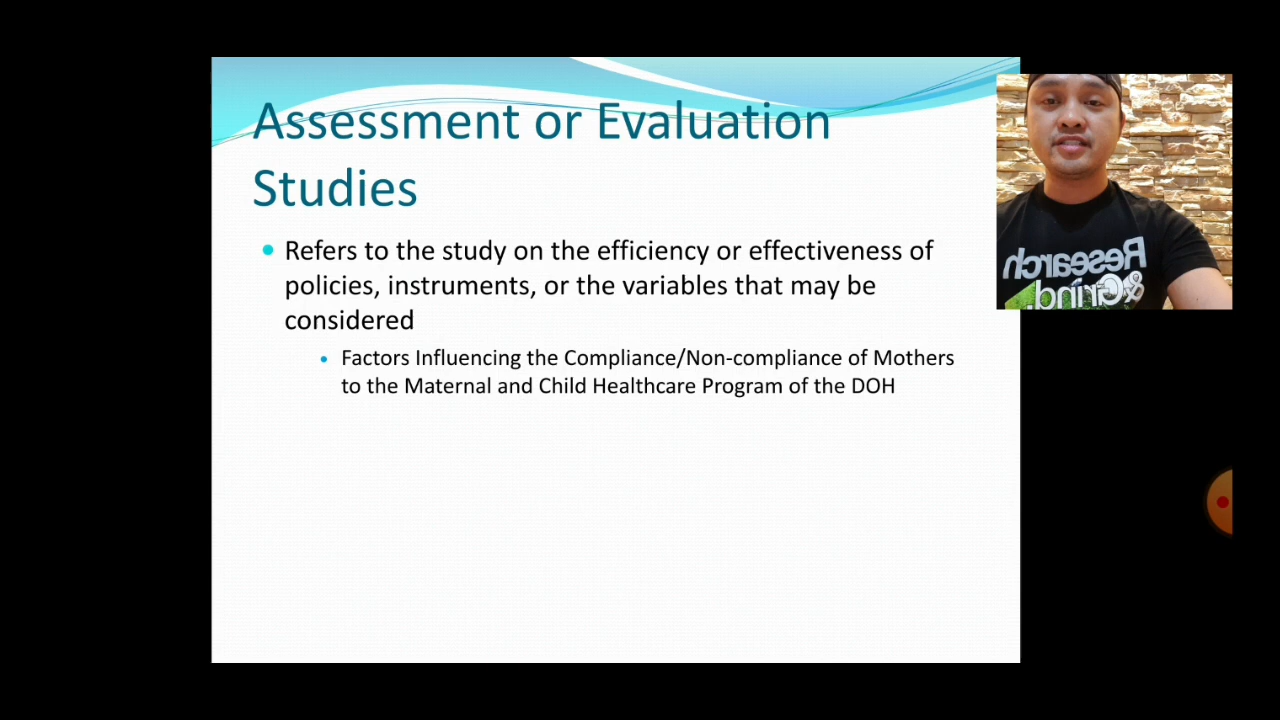 Assessment or Evaluation
Studies
Refers to the study on the efficiency or effectiveness of
policies, instruments, or the variables that may be
considered
Factors Influencing the Compliance/Non-compliance of Mothers
to the Maternal and Child Healthcare Program of the DOH
Research
&Grind.